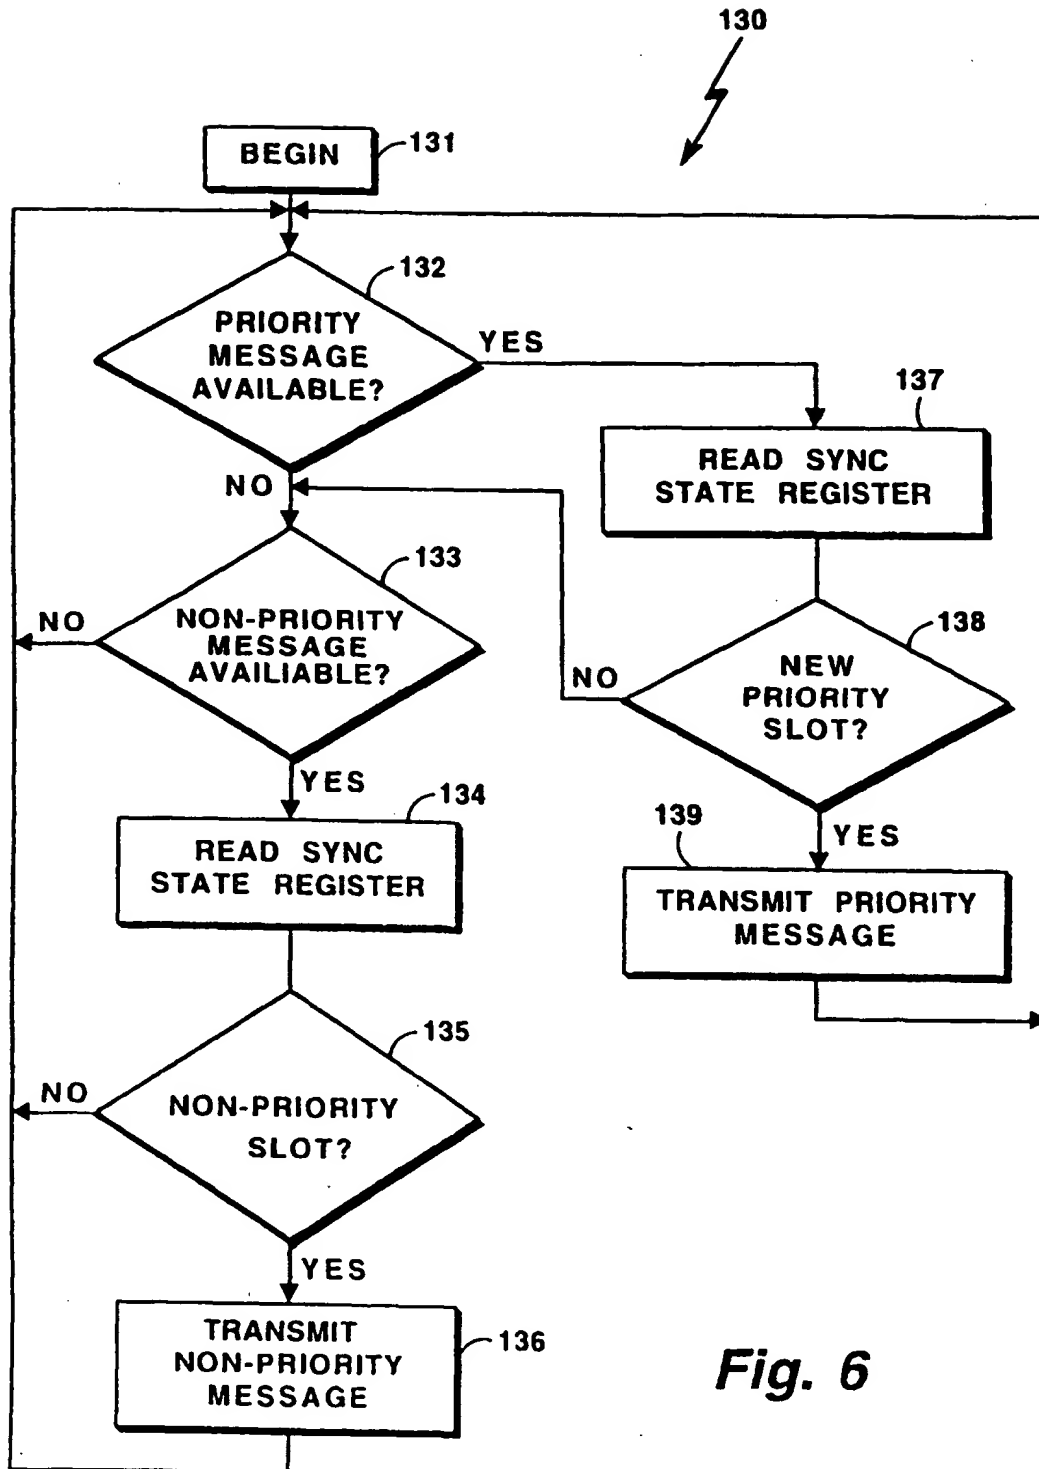 130
BEGIN
131
132
PRIORITY
MESSAGE
AVAILABLE?
YES
NO
137
READ SYNC
STATE REGISTER
133
NON-PRIORITY
MESSAGE
AVAILIABLE?
NO
YES
138
NEW
PRIORITY
SLOT?
NO
YES
134
READ SYNC
STATE REGISTER
139
TRANSMIT PRIORITY
MESSAGE
135
NON-PRIORITY
SLOT?
NO
YES
TRANSMIT
NON-PRIORITY
MESSAGE
136
Fig. 6